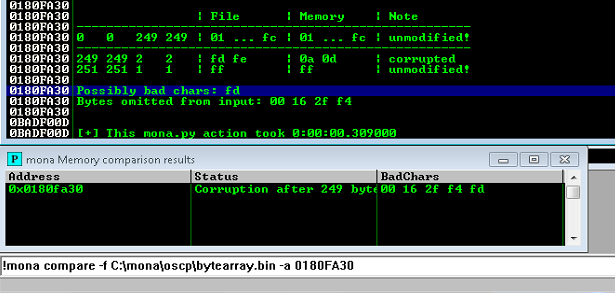 0180FA30 | File | Memory | Note
0180FA30 ----------------------------------------------------
0180FA30 0 0 249 249 | 01 ... fc | 01 ... fc | unmodified!
0180FA30 ----------------------------------------------------
0180FA30 249 249 2 2 | fd fe | 0a 0d | corrupted
0180FA30 251 251 1 1 | ff | ff | unmodified!
0180FA30
0180FA30 Possibly bad chars: fd
0180FA30 Bytes omitted from input: 00 16 2f f4
0180FA30
0BADF00D
0BADF00D [+] This mona.py action took 0:00:00.309000
P mona Memory comparison results
Address Status BadChars
0x0180fa30 Corruption after 249 byte 00 16 2f f4 fd
!mona compare -f C:\mona\oscp\bytearray.bin -a 0180FA30